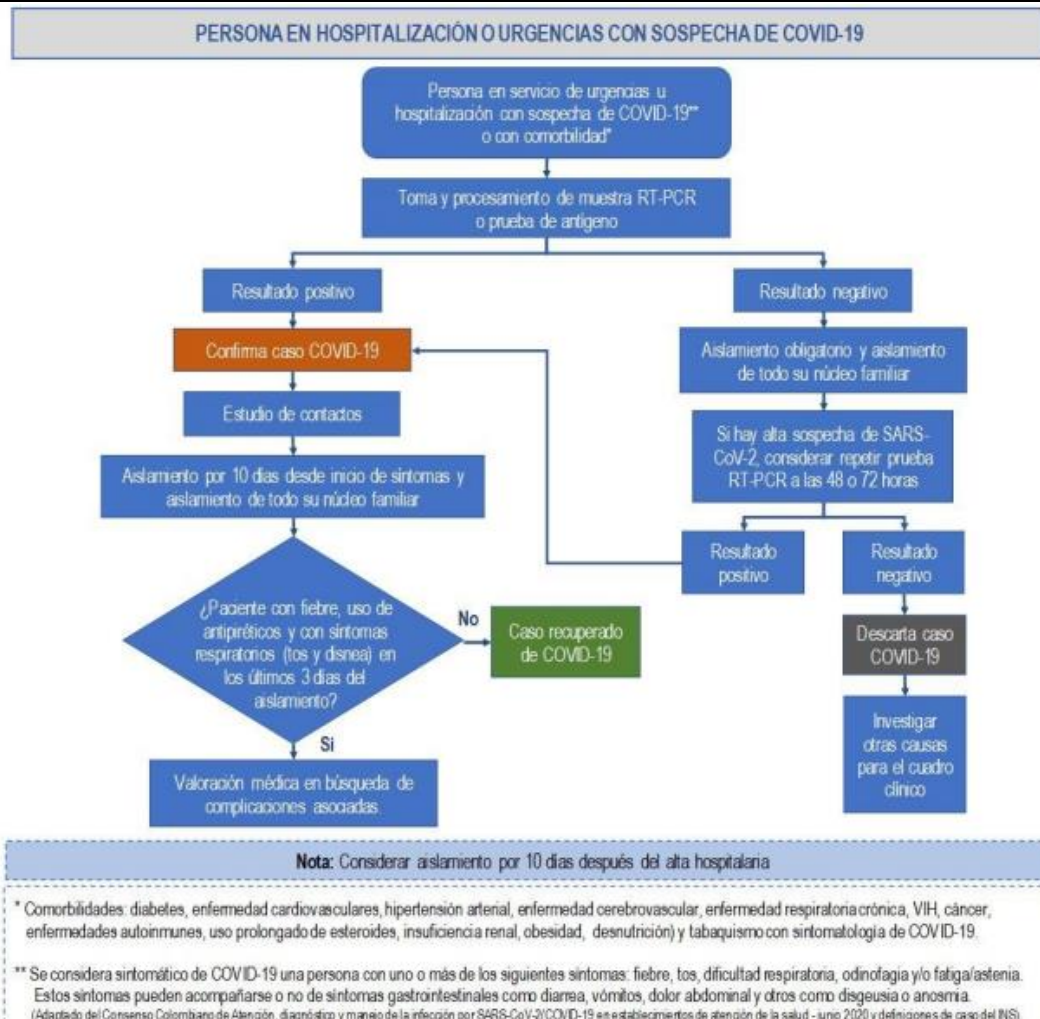 PERSONA EN HOSPITALIZACIÓN O URGENCIAS CON SOSPECHA DE COVID-19
Persona en servicio de urgencias u
hospitalización con sospecha de COVID-19**
o con comorbilidad*
Toma y procesamiento de muestra RT-PCR
o prueba de antígeno
Resultado positivo
Confirma caso COVID-19
Estudio de contactos
Aislamiento por 10 días desde inicio de síntomas y
aislamiento de todo su núcleo familiar
¿Paciente con fiebre, uso de
antipiréticos y con síntomas
respiratorios (tos y disnea) en
los últimos 3 días del
aislamiento?
No
Caso recuperado
de COVID-19
Si
Valoración médica en búsqueda de
complicaciones asociadas.
Resultado negativo
Aislamiento obligatorio y aislamiento
de todo su núcleo familiar
Si hay alta sospecha de SARS-
CoV-2, considerar repetir prueba
RT-PCR a las 48 o 72 horas
Resultado
positivo
Resultado
negativo
Descarta caso
COVID-19
Investigar
otras causas
para el cuadro
clínico
Nota: Considerar aislamiento por 10 días después del alta hospitalaria
* Comorbilidades: diabetes, enfermedad cardiovasculares, hipertensión arterial, enfermedad cerebrovascular, enfermedad respiratoria crónica, VIH, cáncer,
enfermedades autoinmunes, uso prolongado de esteroides, insuficiencia renal, obesidad, desnutrición) y tabaquismo con sintomatología de COVID-19.
** Se considera sintomático de COVID-19 una persona con uno o más de los siguientes síntomas: fiebre, tos, dificultad respiratoria, odinofagia y/o fatiga/astenia.
Estos síntomas pueden acompañarse o no de síntomas gastrointestinales como diarrea, vómitos, dolor abdominal y otros como disgeusia o anosmia.
(Adaptado del Consenso Colombiano de Atención, diagnóstico y manejo de la infección por SARS-CoV-2/COVID-19 en establecimientos de atención de la salud - junio 2020 y definiciones de caso del INS)